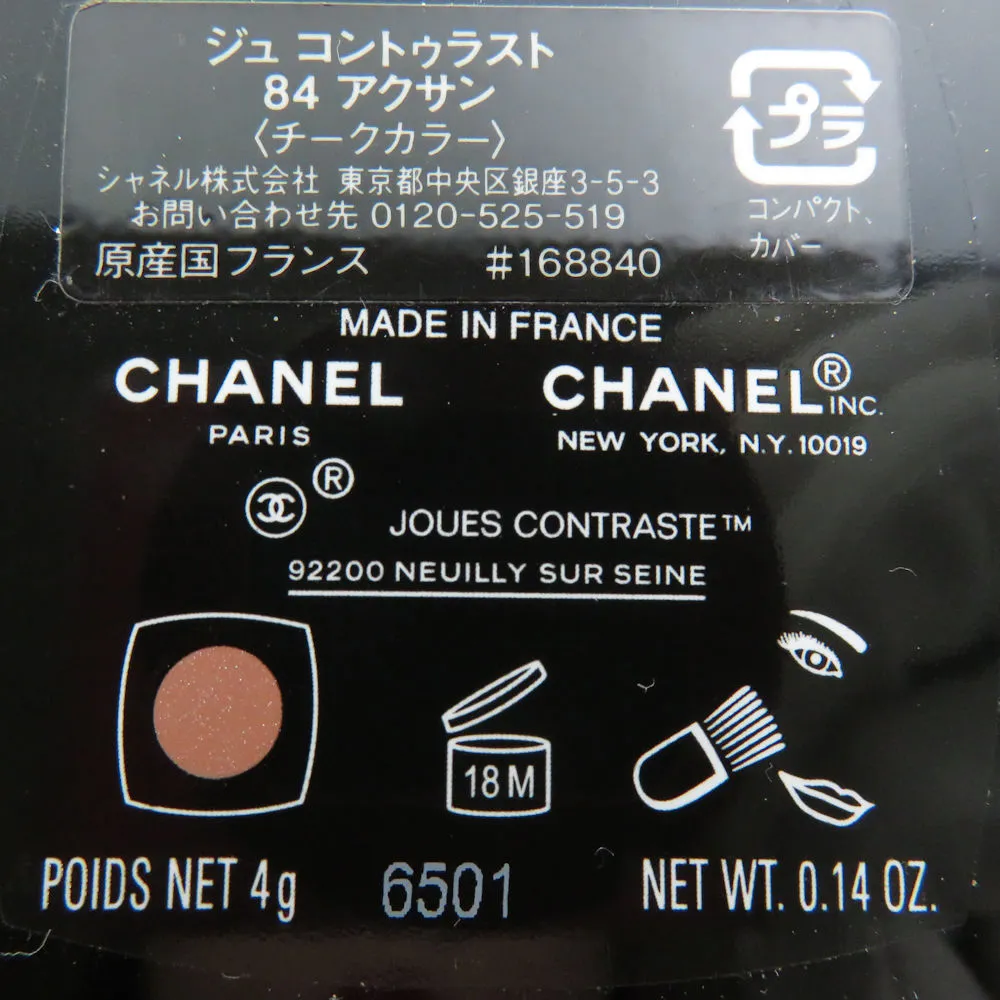 ジュ コントゥラスト
84 アクサン
〈チークカラー〉
シャネル株式会社 東京都中央区銀座3-5-3
お問い合わせ先 0120-525-519
原産国フランス #168840
プラ
コンパクト、
カバー
MADE IN FRANCE
CHANEL
PARIS
CHANEL® INC.
NEW YORK, N.Y. 10019
®
JOUES CONTRASTE™
92200 NEUILLY SUR SEINE
18M
POIDS NET 4g
6501
NET WT. 0.14 OZ.